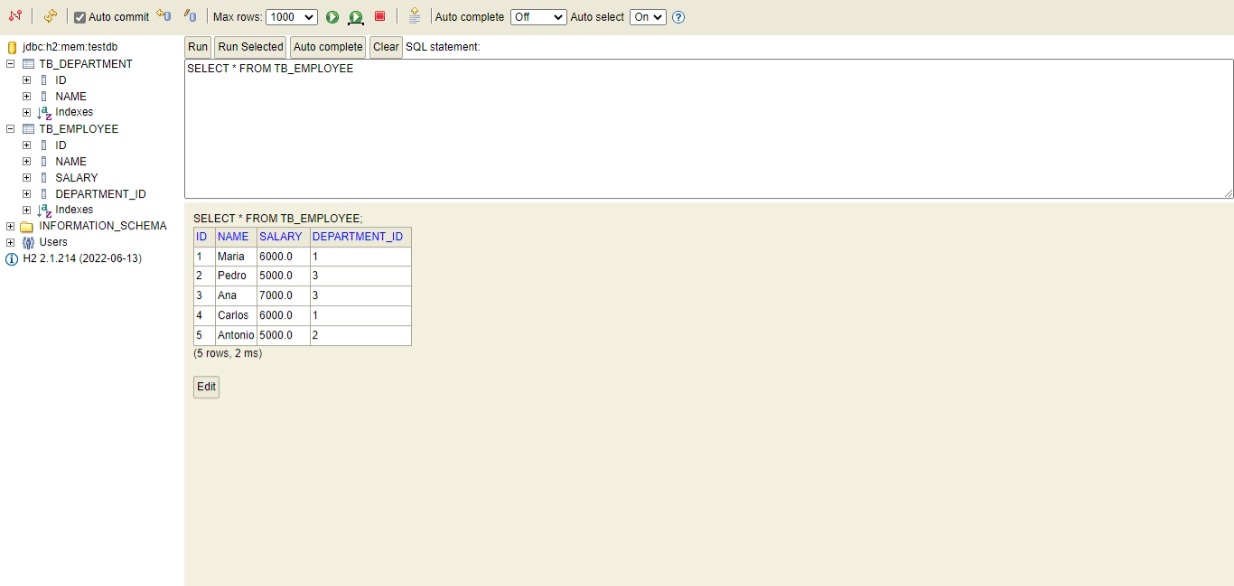 Auto commit Max rows: 1000 Auto complete Off Auto select On
jdbc:h2:mem:testdb
TB_DEPARTMENT
ID
NAME
Indexes
TB_EMPLOYEE
ID
NAME
SALARY
DEPARTMENT_ID
Indexes
INFORMATION_SCHEMA
Users
H2 2.1.214 (2022-06-13)
Run Run Selected Auto complete Clear SQL statement:
SELECT * FROM TB_EMPLOYEE
SELECT * FROM TB_EMPLOYEE;
ID NAME SALARY DEPARTMENT_ID
1 Maria 6000.0 1
2 Pedro 5000.0 3
3 Ana 7000.0 3
4 Carlos 6000.0 1
5 Antonio 5000.0 2
(5 rows, 2 ms)
Edit